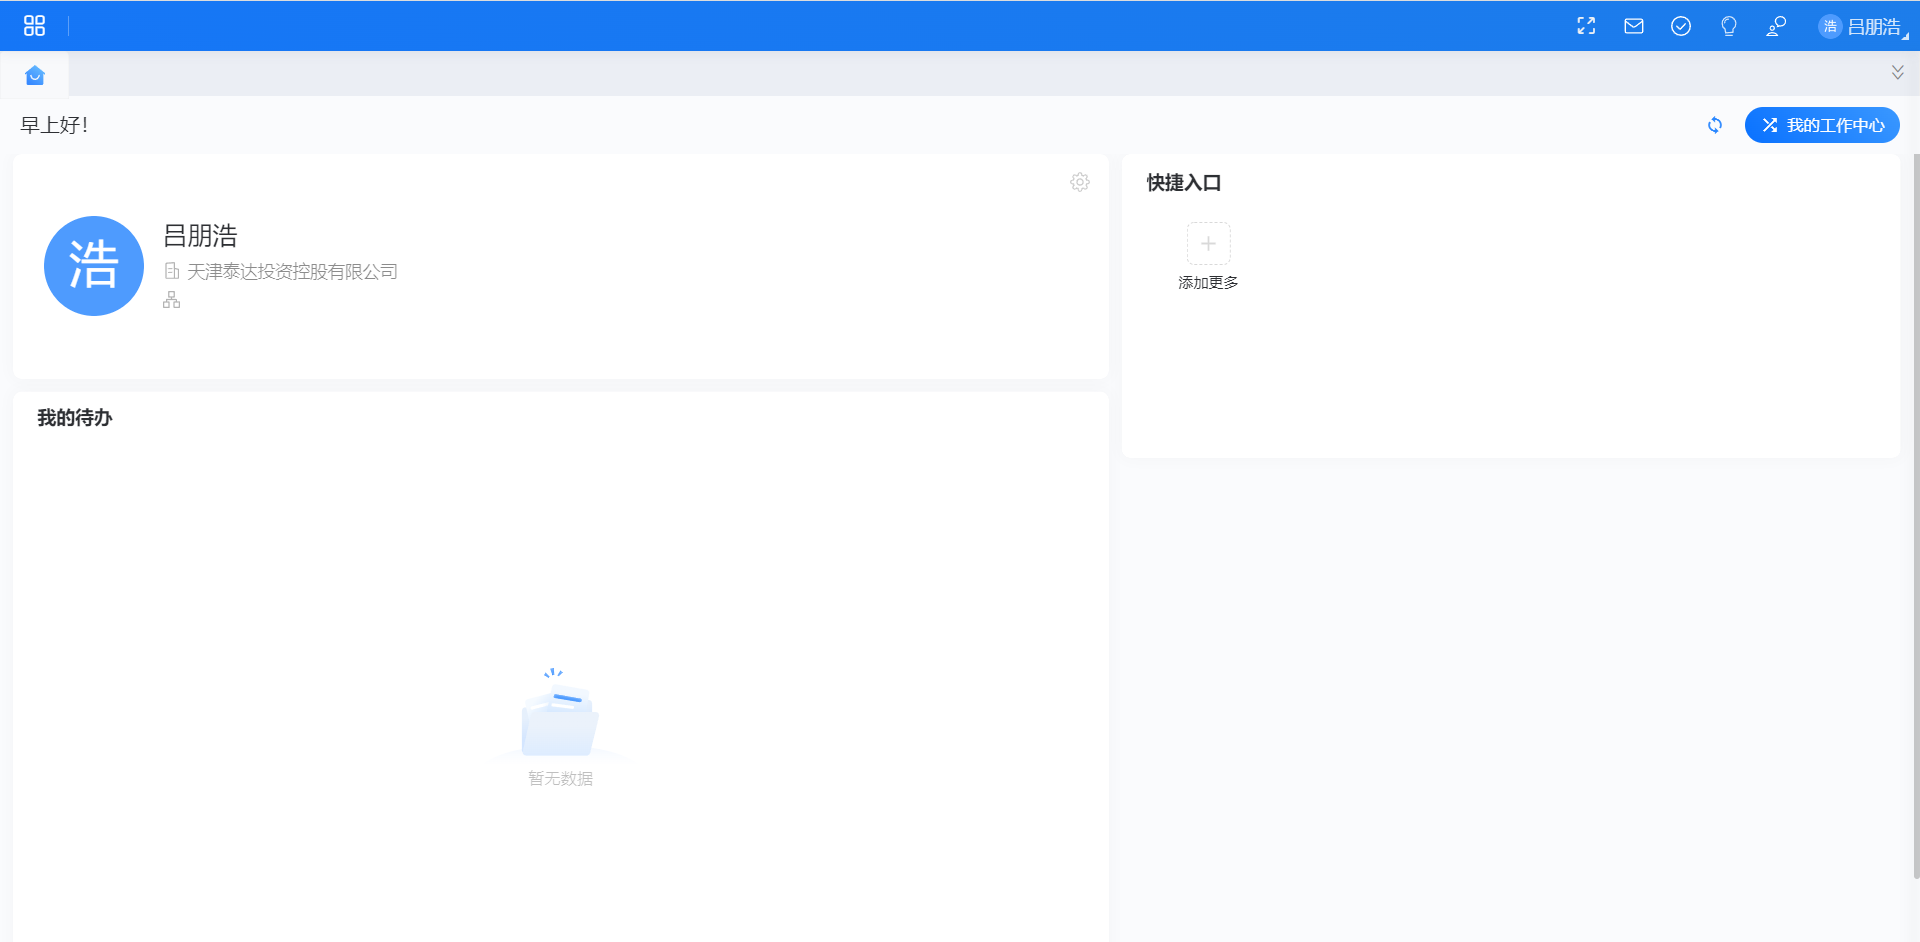 浩 吕朋浩
早上好!
我的工作中心
浩
吕朋浩
天津泰达投资控股有限公司
快捷入口
添加更多
我的待办
暂无数据